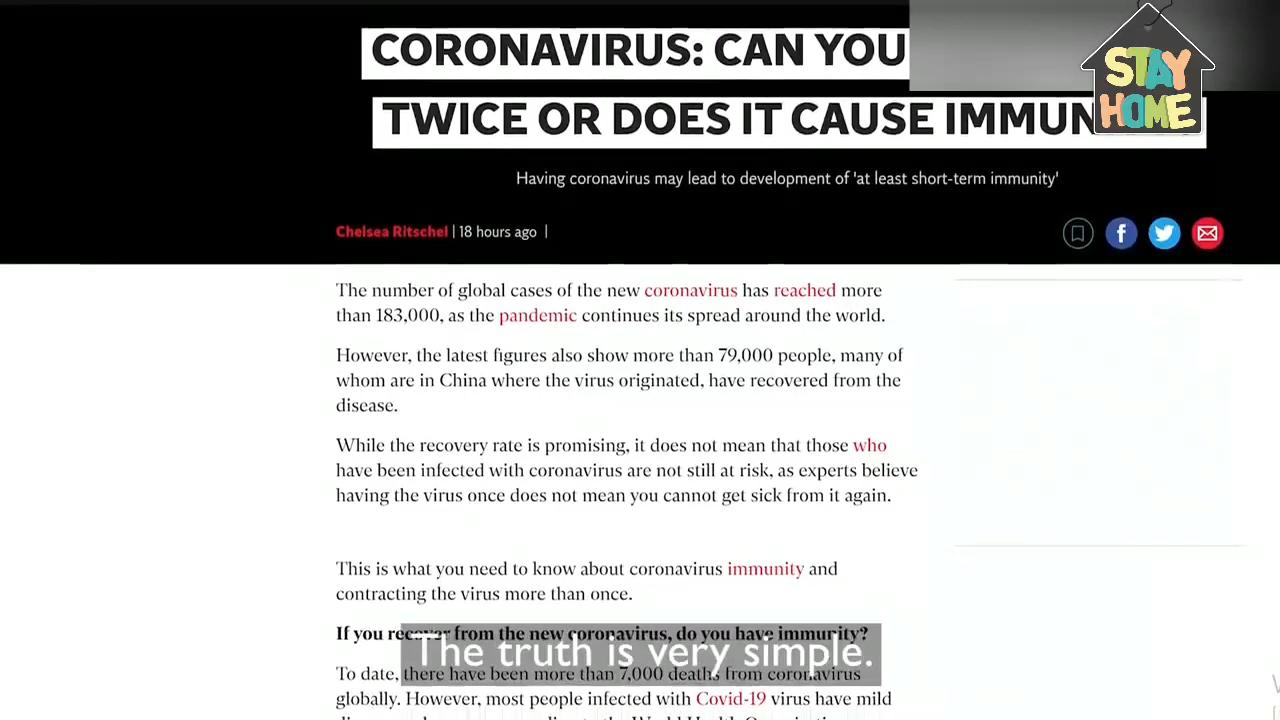 CORONAVIRUS: CAN YOU
STAY
HOME
TWICE OR DOES IT CAUSE
Having coronavirus may lead to development of 'at least short-term immunity'
Chelsea Ritschel | 18 hours ago |
The number of global cases of the new coronavirus has reached more
than 183,000, as the pandemic continues its spread around the world.
However, the latest figures also show more than 79,000 people, many of
whom are in China where the virus originated, have recovered from the
disease.
While the recovery rate is promising, it does not mean that those who
have been infected with coronavirus are not still at risk, as experts believe
having the virus once does not mean you cannot get sick from it again.
This is what you need to know about coronavirus immunity and
contracting the virus more than once.
If you recover from the new coronavirus, do you have immunity?
The truth is very simple.
To date, there have been more than 7,000 deaths from coronavirus
globally. However, most people infected with Covid-19 virus have mild